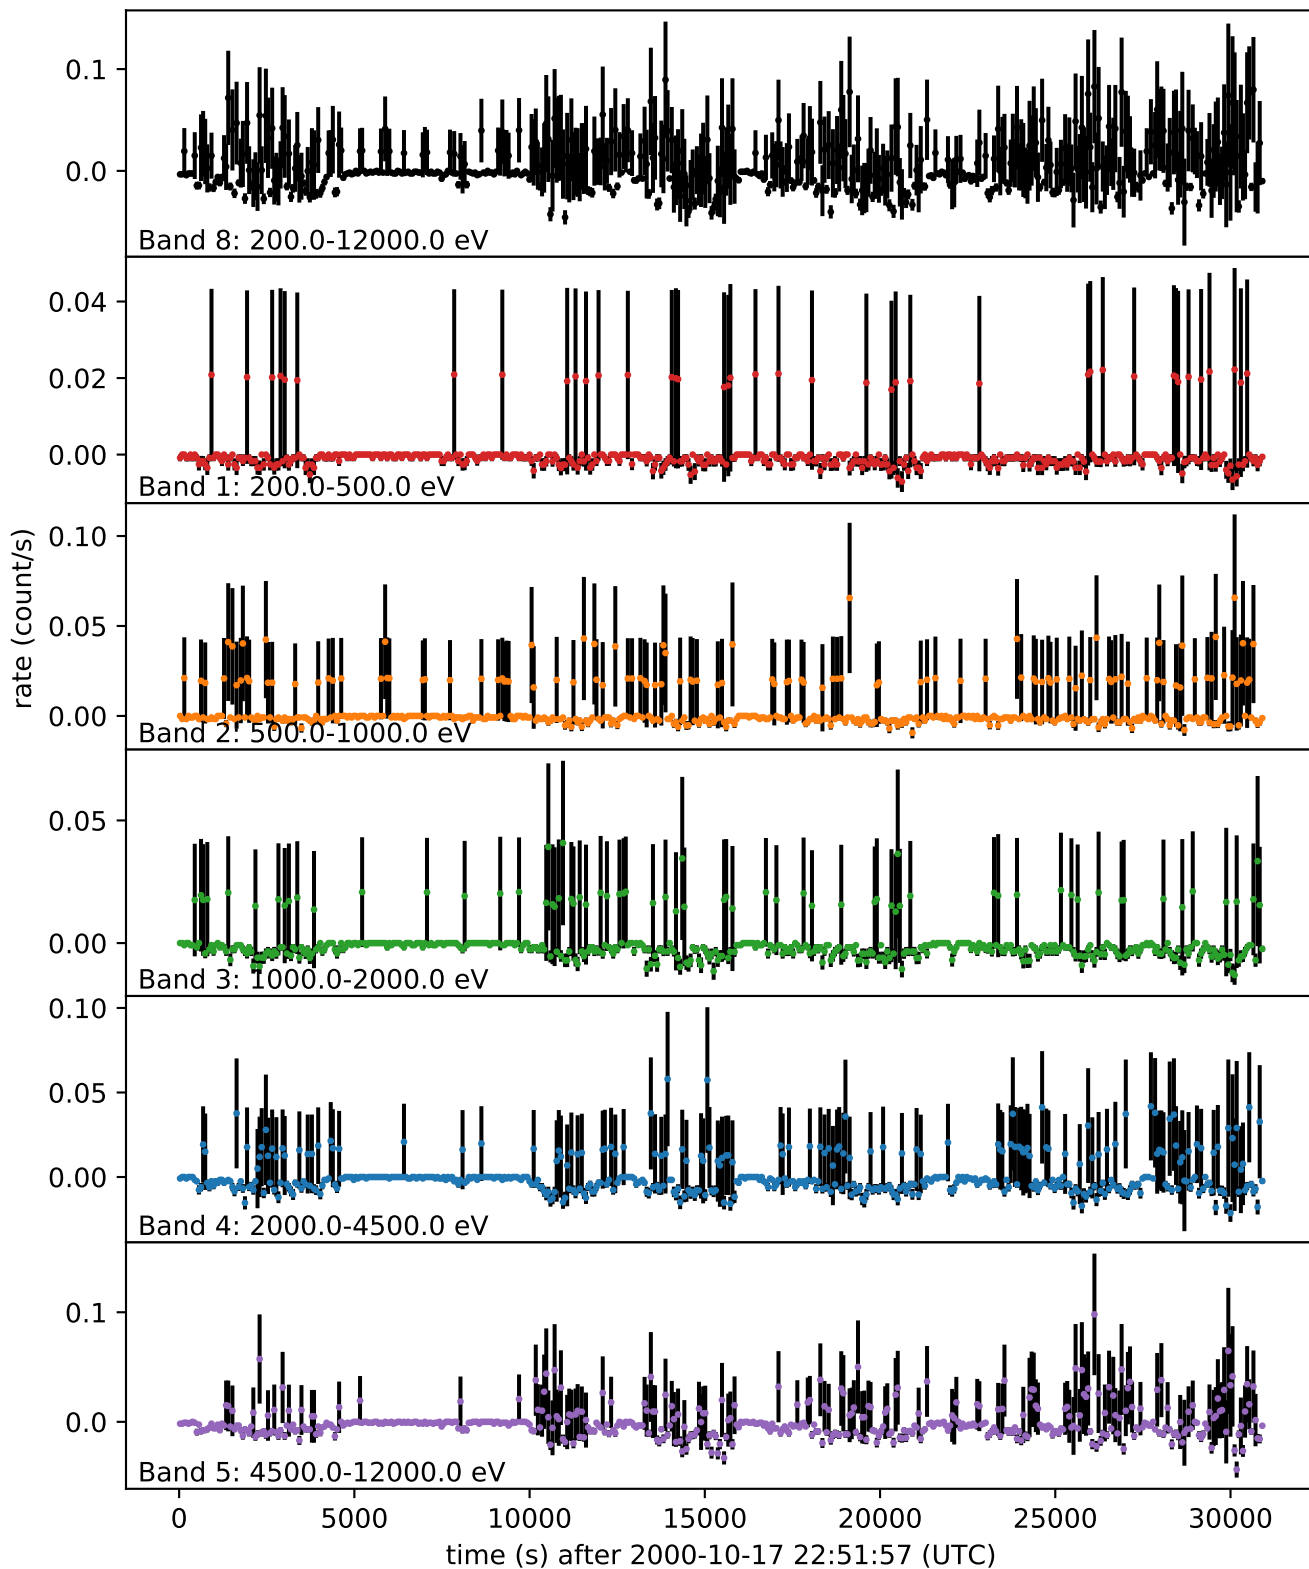 0.1
0.0
Band 8: 200.0-12000.0 eV
0.04
0.02
0.00
Band 1: 200.0-500.0 eV
rate (count/s)
0.10
0.05
0.00
Band 2: 500.0-1000.0 eV
0.05
0.00
Band 3: 1000.0-2000.0 eV
0.10
0.05
0.00
Band 4: 2000.0-4500.0 eV
0.1
0.0
Band 5: 4500.0-12000.0 eV
0 5000 10000 15000 20000 25000 30000
time (s) after 2000-10-17 22:51:57 (UTC)